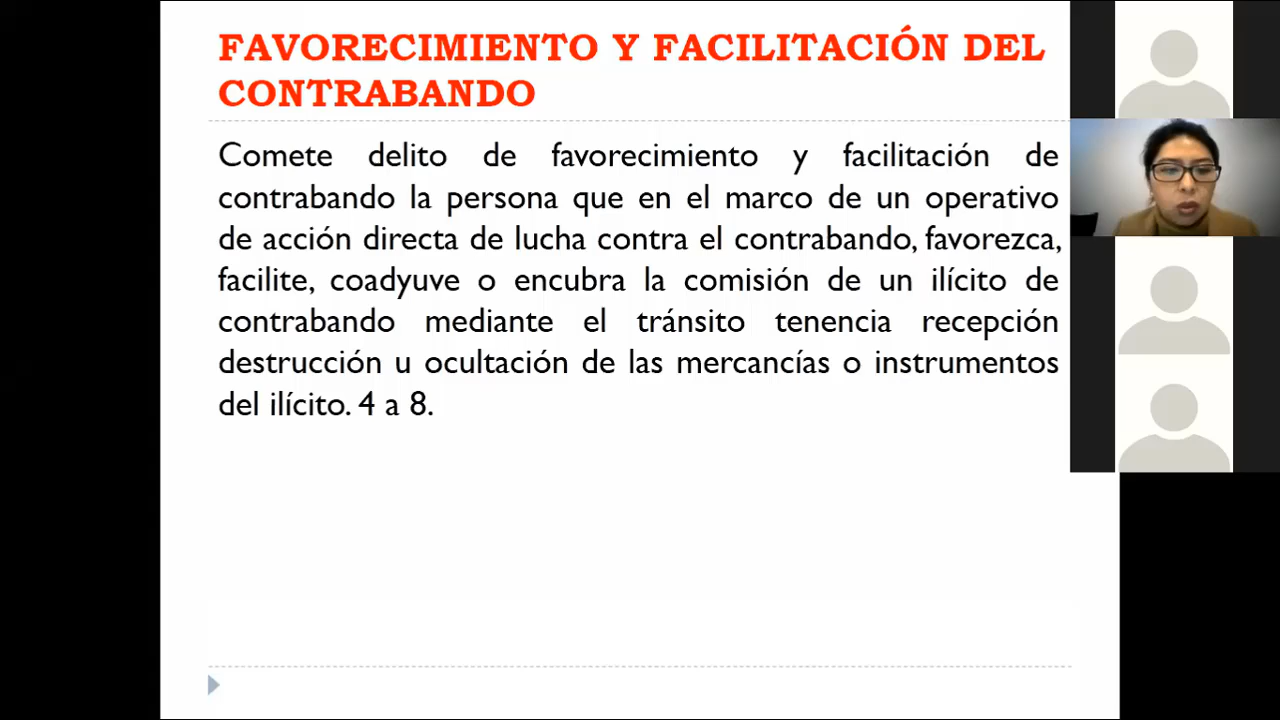 FAVORECIMIENTO Y FACILITACIÓN DEL
CONTRABANDO
Comete delito de favorecimiento y facilitación de
contrabando la persona que en el marco de un operativo
de acción directa de lucha contra el contrabando, favorezca,
facilite, coadyuve o encubra la comisión de un ilícito de
contrabando mediante el tránsito tenencia recepción
destrucción u ocultación de las mercancías o instrumentos
del ilícito. 4 a 8.